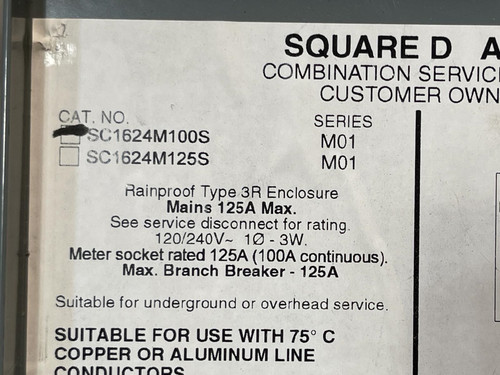 SQUARE D A
COMBINATION SERVIC
CUSTOMER OWN
CAT. NO. SERIES
SC1624M100S M01
SC1624M125S M01
Rainproof Type 3R Enclosure
Mains 125A Max.
See service disconnect for rating.
120/240V~ 1Ø - 3W.
Meter socket rated 125A (100A continuous).
Max. Branch Breaker - 125A
Suitable for underground or overhead service.
SUITABLE FOR USE WITH 75° C
COPPER OR ALUMINUM LINE
CONDUCTORS